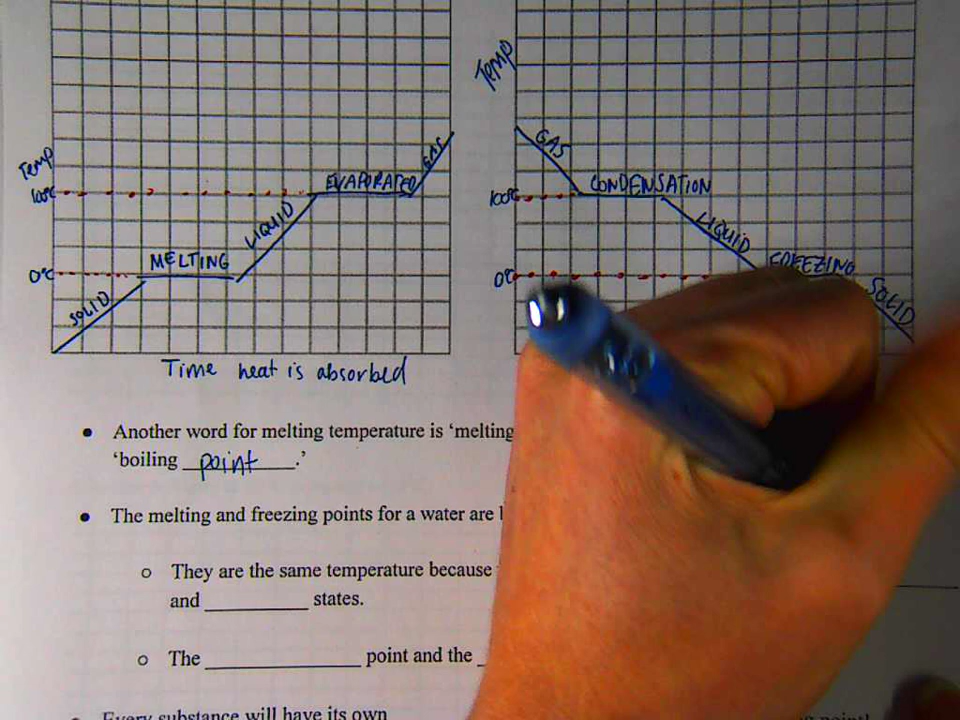 Temp
100°C
0°C
SOLID
MELTING
LIQUID
EVAPORATED
GAS
Time heat is absorbed
Temp
100°C
0°C
GAS
CONDENSATION
LIQUID
FREEZING
SOLID
• Another word for melting temperature is ‘melting
‘boiling point.’
• The melting and freezing points for a water are
o They are the same temperature because
and __________ states.
o The _______________ point and the
• Every substance will have its own
point!